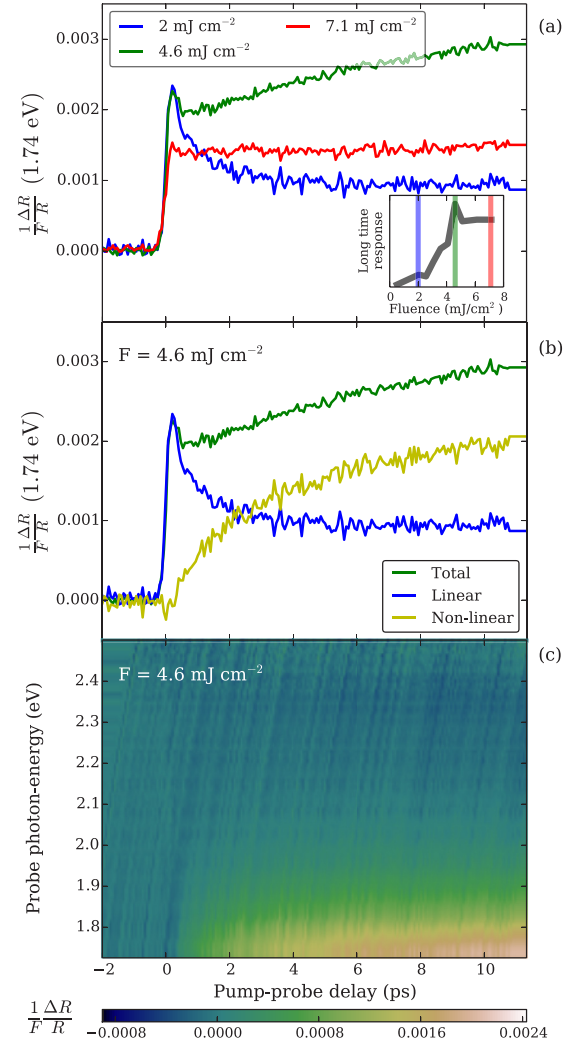 2 mJ cm⁻² 7.1 mJ cm⁻²
4.6 mJ cm⁻²
(a)
0.003
0.002
0.001
0.000
1/F ΔR/R (1.74 eV)
Long time
response
0 2 4 6 8
Fluence (mJ/cm² )
F = 4.6 mJ cm⁻²
(b)
0.003
0.002
0.001
0.000
1/F ΔR/R (1.74 eV)
Total
Linear
Non-linear
F = 4.6 mJ cm⁻²
(c)
2.4
2.3
2.2
2.1
2.0
1.9
1.8
Probe photon-energy (eV)
−2 0 2 4 6 8 10
Pump-probe delay (ps)
1/F ΔR/R
−0.0008 0.0000 0.0008 0.0016 0.0024